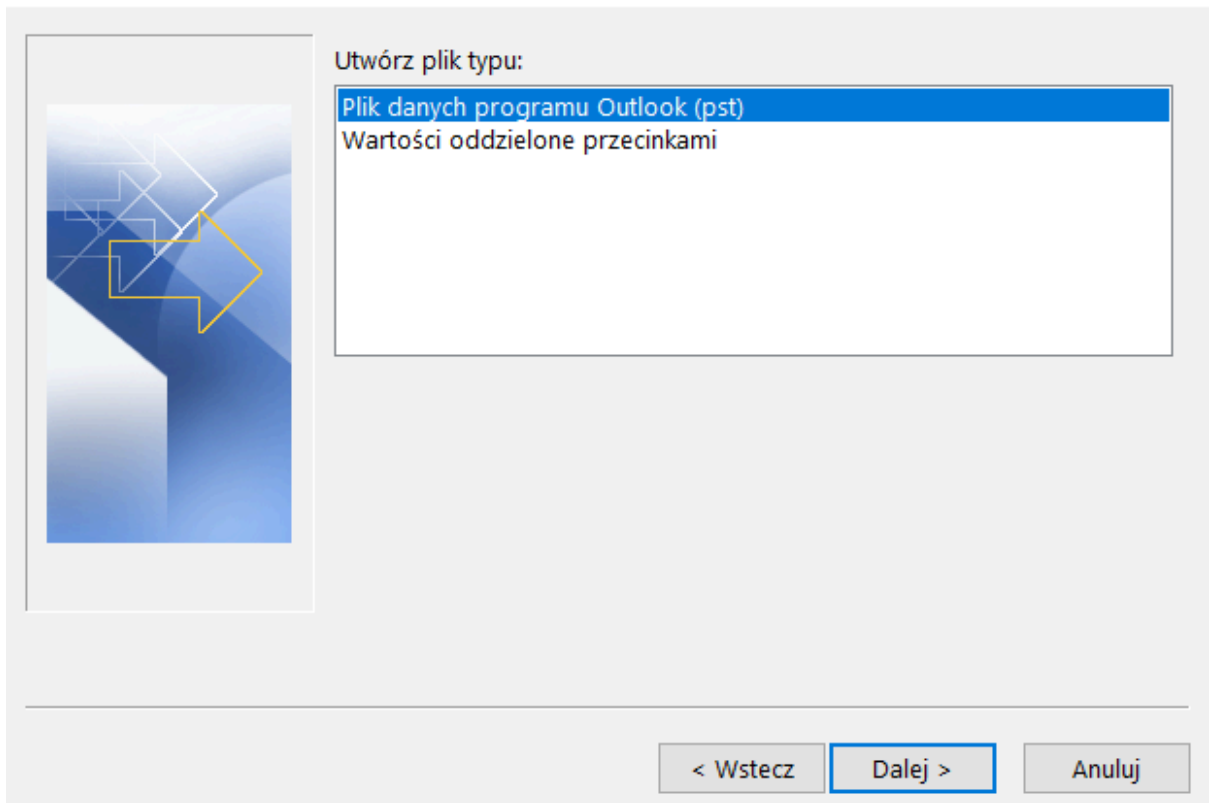 Utwórz plik typu:
Plik danych programu Outlook (pst)
Wartości oddzielone przecinkami
< Wstecz
Dalej >
Anuluj